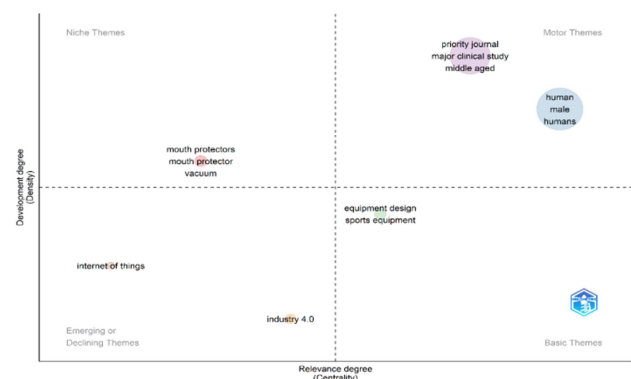 Niche Themes
Motor Themes
priority journal
major clinical study
middle aged
human
male
humans
mouth protectors
mouth protector
vacuum
Development degree
(Density)
equipment design
sports equipment
internet of things
industry 4.0
Emerging or
Declining Themes
Basic Themes
Relevance degree
(Centrality)